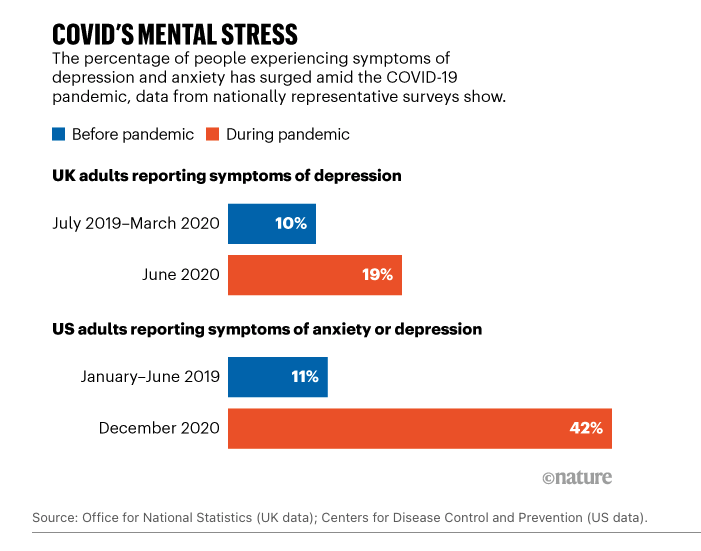 COVID'S MENTAL STRESS
The percentage of people experiencing symptoms of
depression and anxiety has surged amid the COVID-19
pandemic, data from nationally representative surveys show.
Before pandemic During pandemic
UK adults reporting symptoms of depression
July 2019–March 2020 10%
June 2020 19%
US adults reporting symptoms of anxiety or depression
January–June 2019 11%
December 2020 42%
©nature
Source: Office for National Statistics (UK data); Centers for Disease Control and Prevention (US data).